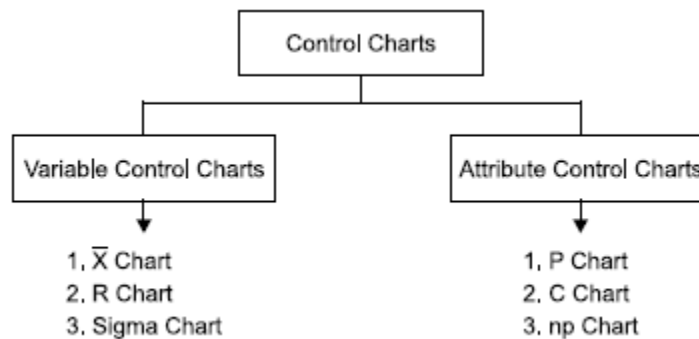 Control Charts
Variable Control Charts
Attribute Control Charts
1, X̅ Chart
2, R Chart
3. Sigma Chart
1, P Chart
2, C Chart
3. np Chart